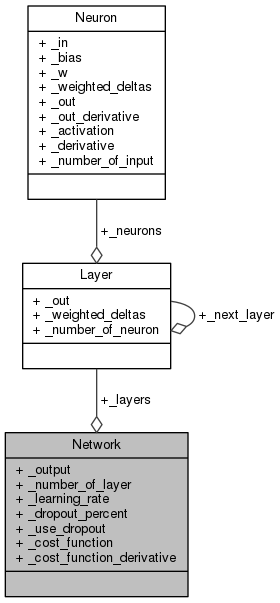 Neuron
+ _in
+ _bias
+ _w
+ _weighted_deltas
+ _out
+ _out_derivative
+ _activation
+ _derivative
+ _number_of_input
+_neurons
Layer
+ _out
+ _weighted_deltas
+ _number_of_neuron
+_next_layer
+_layers
Network
+ _output
+ _number_of_layer
+ _learning_rate
+ _dropout_percent
+ _use_dropout
+ _cost_function
+ _cost_function_derivative